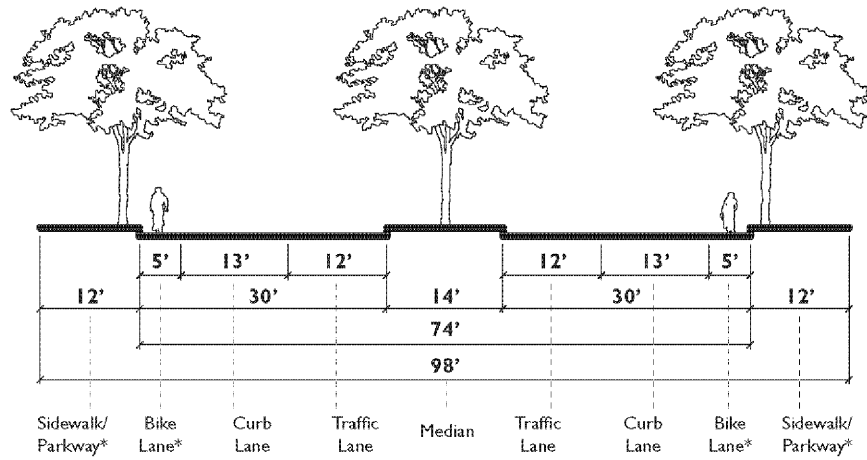 5' 13' 12' 12' 13' 5'
12' 30' 14' 30' 12'
74'
98'
Sidewalk/ Bike Curb Traffic Median Traffic Curb Bike Sidewalk/
Parkway* Lane* Lane Lane Lane Lane Lane* Parkway*